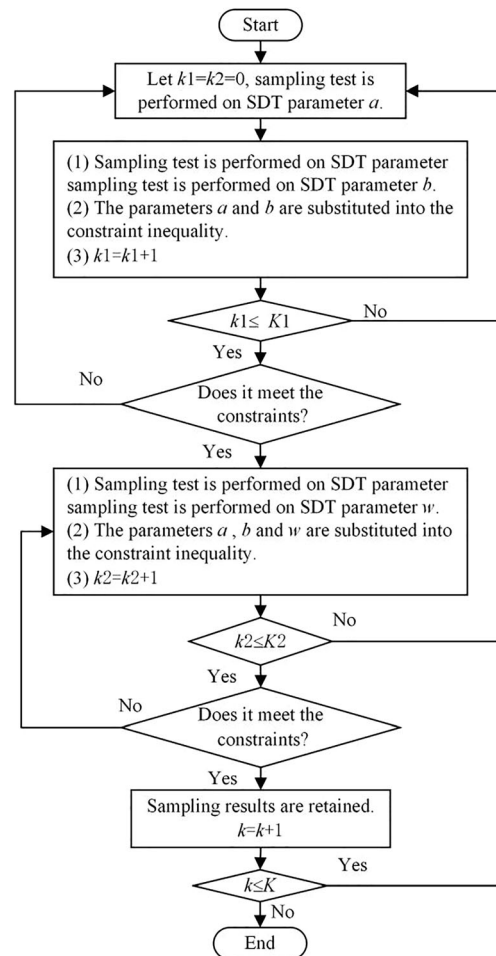 Start
Let k1=k2=0, sampling test is
performed on SDT parameter a.
(1) Sampling test is performed on SDT parameter
sampling test is performed on SDT parameter b.
(2) The parameters a and b are substituted into the
constraint inequality.
(3) k1=k1+1
k1≤ K1
No
Yes
No
Does it meet the
constraints?
Yes
(1) Sampling test is performed on SDT parameter
sampling test is performed on SDT parameter w.
(2) The parameters a , b and w are substituted into
the constraint inequality.
(3) k2=k2+1
No
k2≤K2
Yes
No
Does it meet the
constraints?
Yes
Sampling results are retained.
k=k+1
Yes
k≤K
No
End